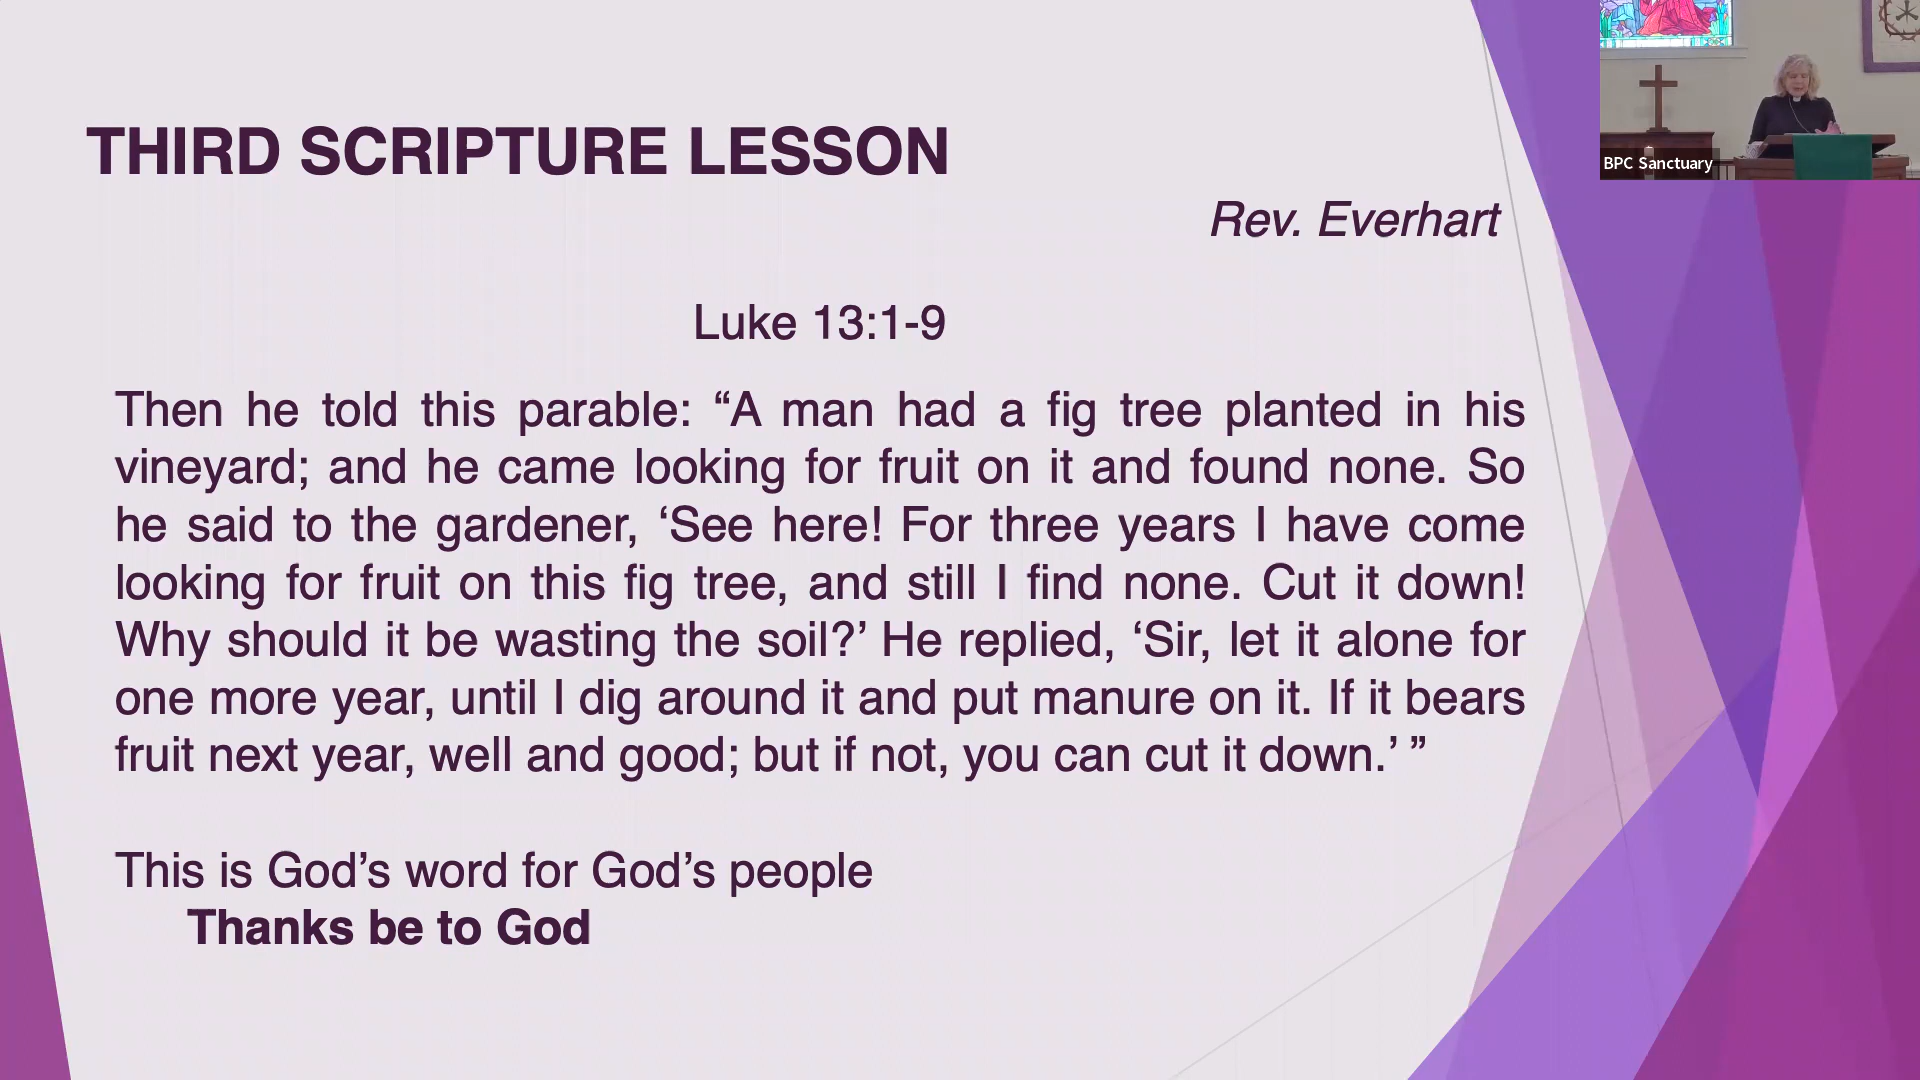 THIRD SCRIPTURE LESSON
BPC Sanctuary
Rev. Everhart
Luke 13:1-9
Then he told this parable: “A man had a fig tree planted in his
vineyard; and he came looking for fruit on it and found none. So
he said to the gardener, ‘See here! For three years I have come
looking for fruit on this fig tree, and still I find none. Cut it down!
Why should it be wasting the soil?’ He replied, ‘Sir, let it alone for
one more year, until I dig around it and put manure on it. If it bears
fruit next year, well and good; but if not, you can cut it down.’ ”
This is God’s word for God’s people
Thanks be to God